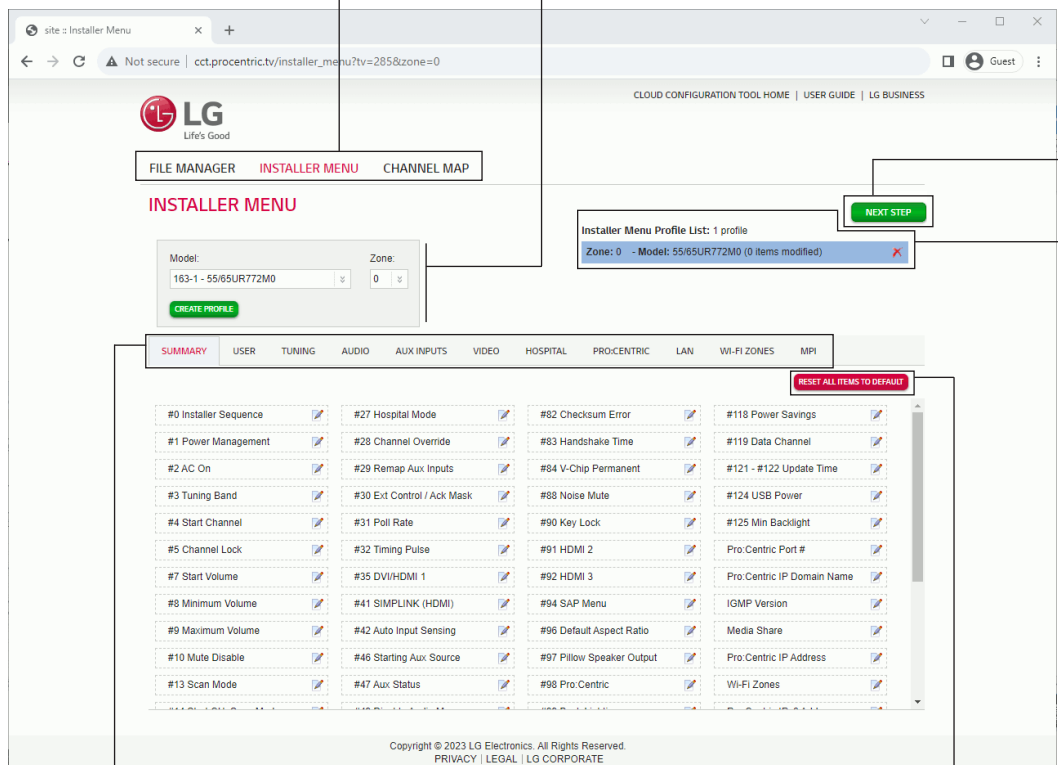 site :: Installer Menu
Not secure | cct.procentric.tv/installer_menu?tv=285&zone=0
Guest
CLOUD CONFIGURATION TOOL HOME | USER GUIDE | LG BUSINESS
LG
Life's Good
FILE MANAGER INSTALLER MENU CHANNEL MAP
INSTALLER MENU
NEXT STEP
Installer Menu Profile List: 1 profile
Zone: 0 - Model: 55/65UR772M0 (0 items modified)
Model: Zone:
163-1 - 55/65UR772M0 0
CREATE PROFILE
SUMMARY USER TUNING AUDIO AUX INPUTS VIDEO HOSPITAL PRO:CENTRIC LAN WI-FI ZONES MPI
RESET ALL ITEMS TO DEFAULT
#0 Installer Sequence #27 Hospital Mode #82 Checksum Error #118 Power Savings
#1 Power Management #28 Channel Override #83 Handshake Time #119 Data Channel
#2 AC On #29 Remap Aux Inputs #84 V-Chip Permanent #121 - #122 Update Time
#3 Tuning Band #30 Ext Control / Ack Mask #88 Noise Mute #124 USB Power
#4 Start Channel #31 Poll Rate #90 Key Lock #125 Min Backlight
#5 Channel Lock #32 Timing Pulse #91 HDMI 2 Pro:Centric Port #
#7 Start Volume #35 DVI/HDMI 1 #92 HDMI 3 Pro:Centric IP Domain Name
#8 Minimum Volume #41 SIMPLINK (HDMI) #94 SAP Menu IGMP Version
#9 Maximum Volume #42 Auto Input Sensing #96 Default Aspect Ratio Media Share
#10 Mute Disable #46 Starting Aux Source #97 Pillow Speaker Output Pro:Centric IP Address
#13 Scan Mode #47 Aux Status #98 Pro:Centric Wi-Fi Zones
Copyright © 2023 LG Electronics. All Rights Reserved.
PRIVACY | LEGAL | LG CORPORATE